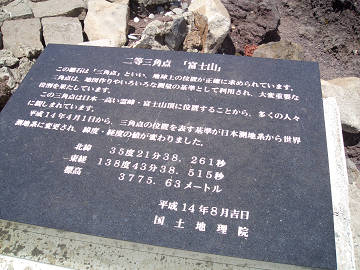 二等三角点 「富士山」
この標石は「三角点」といい、地球上の位置が正確に求められています。
三角点は、地図作りやいろいろな測量の基準として利用され、大変重要な
役割を果たしています。
この三角点は日本一高い霊峰・富士山頂に位置することから、多くの人々
に親しまれています。
平成14年4月1日から、三角点の位置を表す基準が日本測地系から世界
測地系に変更され、緯度・経度の値が変わりました。
北緯 35度21分38.261秒
東経 138度43分38.515秒
標高 3775.63メートル
平成14年8月吉日
国土地理院